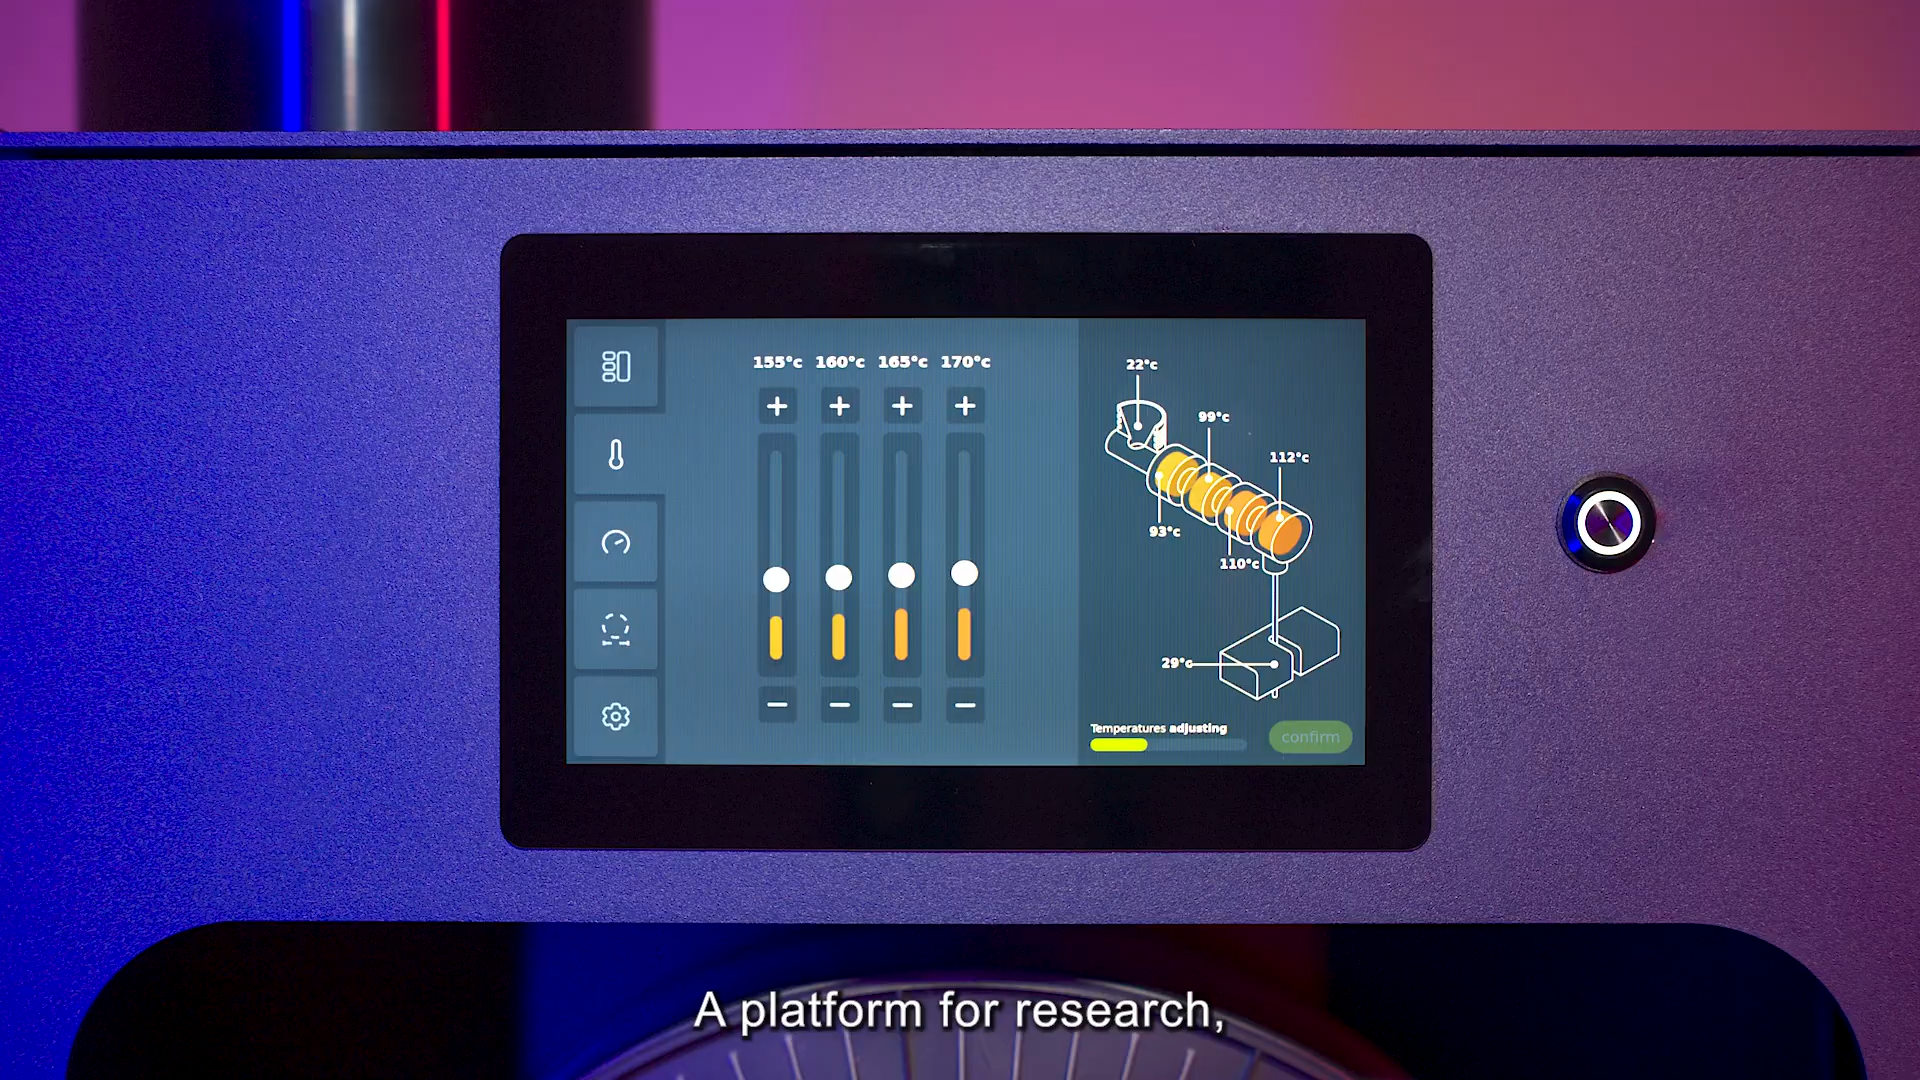 155°c 160°c 165°c 170°c
22°c
99°c
112°c
93°c
110°c
29°c
Temperatures adjusting
confirm
A platform for research,